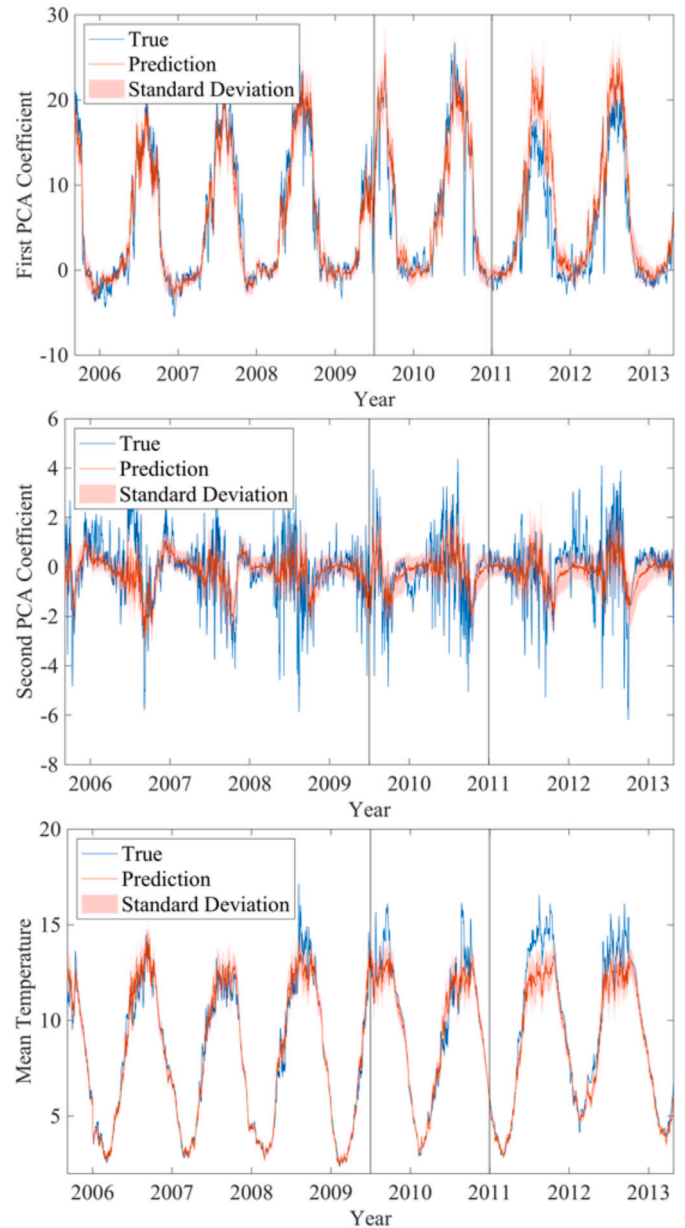 30
20
10
0
-10
First PCA Coefficient
True
Prediction
Standard Deviation
2006 2007 2008 2009 2010 2011 2012 2013
Year
6
4
2
0
-2
-4
-6
-8
Second PCA Coefficient
True
Prediction
Standard Deviation
2006 2007 2008 2009 2010 2011 2012 2013
Year
20
15
10
5
Mean Temperature
True
Prediction
Standard Deviation
2006 2007 2008 2009 2010 2011 2012 2013
Year